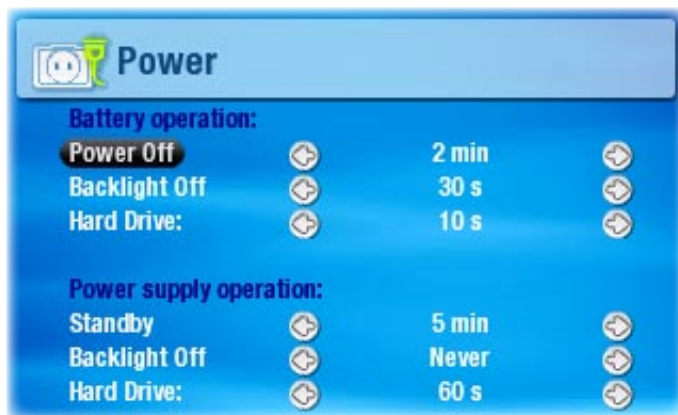 Power
Battery operation:
Power Off 2 min
Backlight Off 30 s
Hard Drive: 10 s
Power supply operation:
Standby 5 min
Backlight Off Never
Hard Drive: 60 s